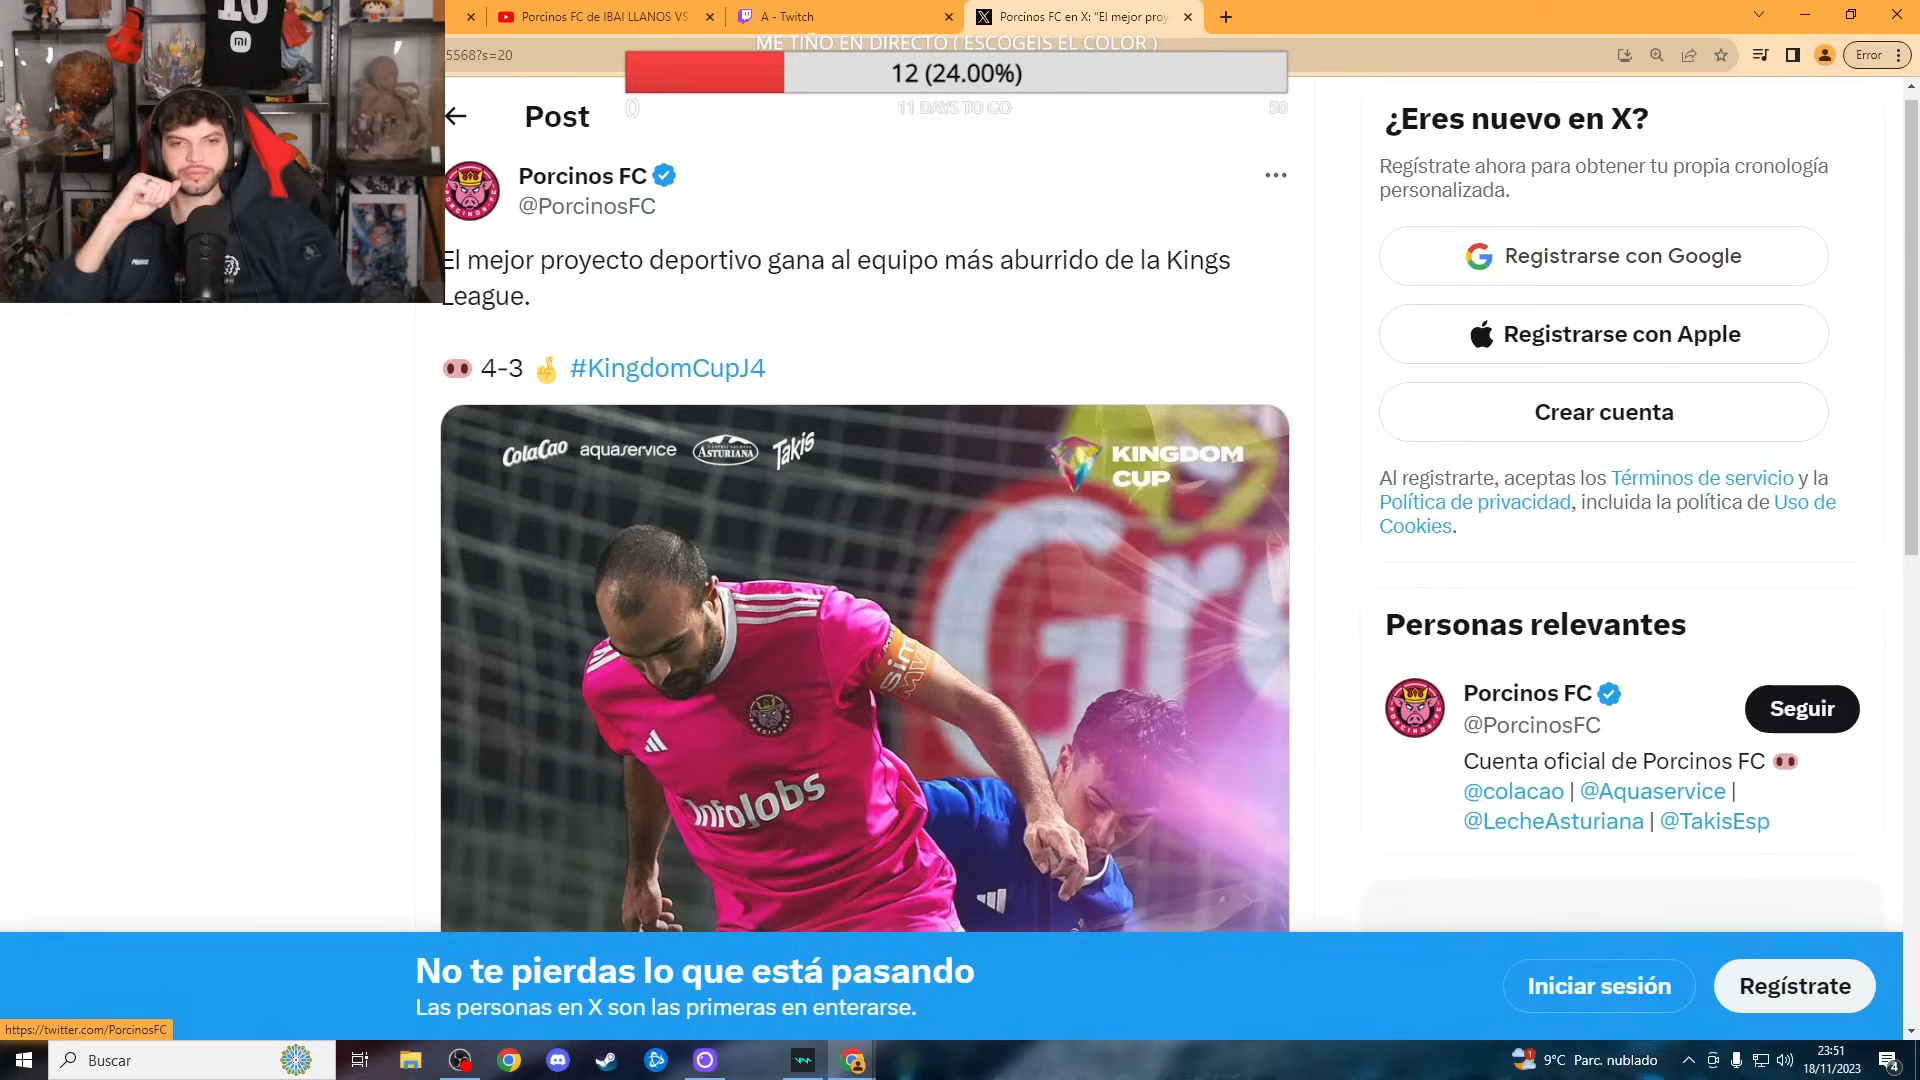 Porcinos FC de IBAI LLANOS VS
A - Twitch
Porcinos FC en X: "El mejor proy
5568?s=20
Error
ME TIÑO EN DIRECTO ( ESCOGEIS EL COLOR )
12 (24.00%)
0
11 DAYS TO GO
50
Post
Porcinos FC
@PorcinosFC
El mejor proyecto deportivo gana al equipo más aburrido de la Kings
League.
4-3 #KingdomCupJ4
ColaCao aquaservice ASTURIANA Takis
KINGDOM
CUP
Gre
Sim
MV
InfoJobs
¿Eres nuevo en X?
Regístrate ahora para obtener tu propia cronología
personalizada.
Registrarse con Google
Registrarse con Apple
Crear cuenta
Al registrarte, aceptas los Términos de servicio y la
Política de privacidad, incluida la política de Uso de
Cookies.
Personas relevantes
Porcinos FC
@PorcinosFC
Seguir
Cuenta oficial de Porcinos FC
@colacao | @Aquaservice |
@LecheAsturiana | @TakisEsp
No te pierdas lo que está pasando
Las personas en X son las primeras en enterarse.
Iniciar sesión
Regístrate
https://twitter.com/PorcinosFC
Buscar
9°C Parc. nublado
23:51
18/11/2023
4